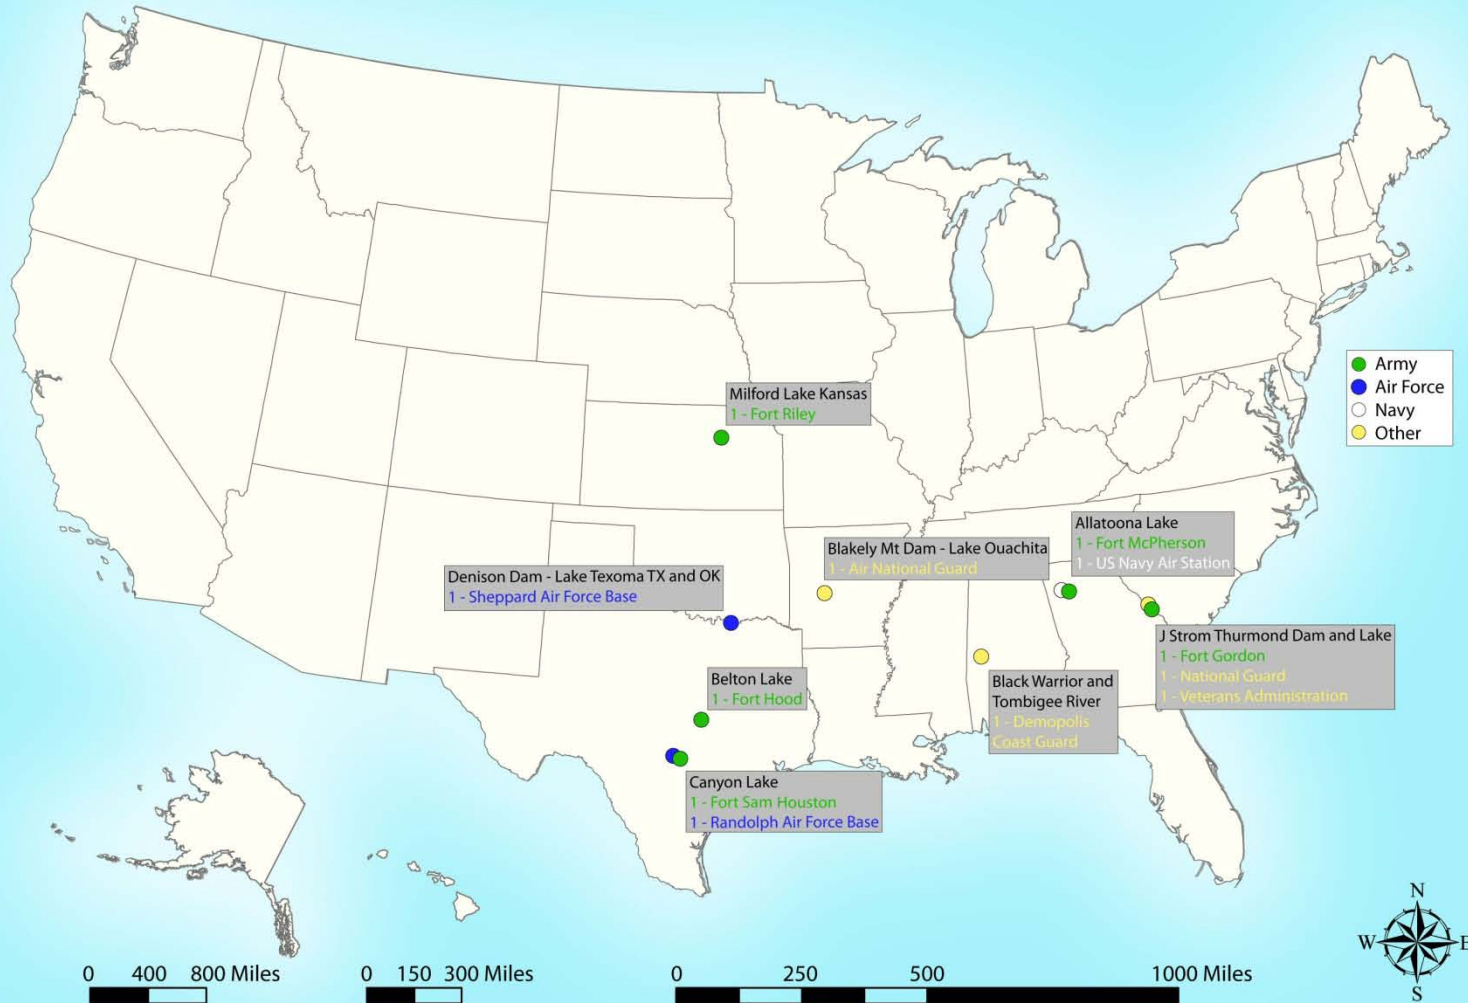 Army
Air Force
Navy
Other
Milford Lake Kansas
1 - Fort Riley
Allatoona Lake
1 - Fort McPherson
1 - US Navy Air Station
Blakely Mt Dam - Lake Ouachita
1 - Air National Guard
Denison Dam - Lake Texoma TX and OK
1 - Sheppard Air Force Base
J Strom Thurmond Dam and Lake
1 - Fort Gordon
1 - National Guard
1 - Veterans Administration
Belton Lake
1 - Fort Hood
Black Warrior and
Tombigee River
1 - Demopolis
Coast Guard
Canyon Lake
1 - Fort Sam Houston
1 - Randolph Air Force Base
N
W E
S
0 400 800 Miles
0 150 300 Miles
0 250 500 1000 Miles